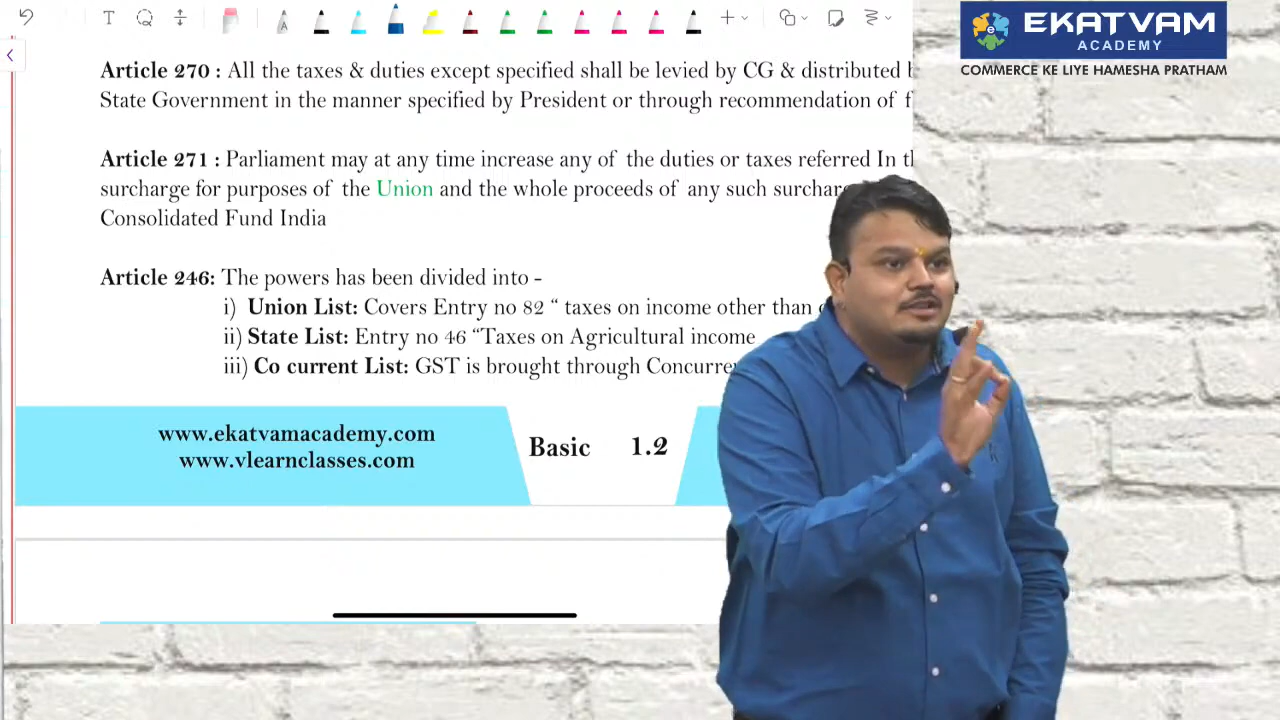 EKATVAM
ACADEMY
COMMERCE KE LIYE HAMESHA PRATHAM
Article 270 : All the taxes & duties except specified shall be levied by CG & distributed
State Government in the manner specified by President or through recommendation of
Article 271 : Parliament may at any time increase any of the duties or taxes referred In
surcharge for purposes of the Union and the whole proceeds of any such
Consolidated Fund India
Article 246: The powers has been divided into -
i) Union List: Covers Entry no 82 “ taxes on income other than
ii) State List: Entry no 46 “Taxes on Agricultural income
iii) Co current List: GST is brought through
www.ekatvamacademy.com
www.vlearnclasses.com
Basic 1.2